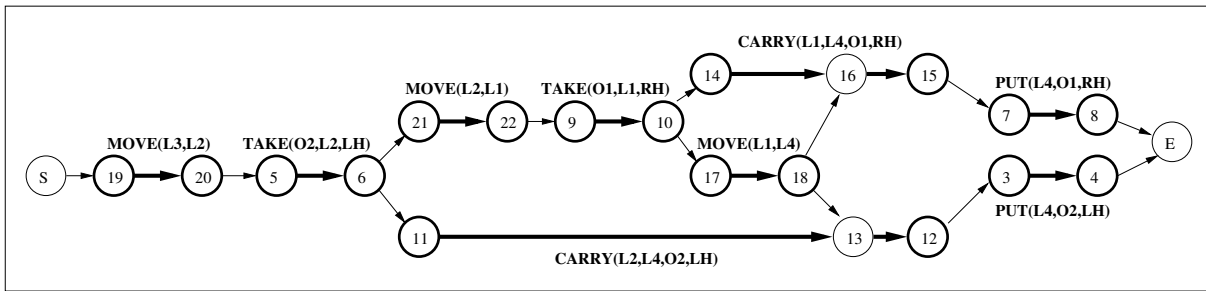 CARRY(L1,L4,O1,RH)
14
16
15
MOVE(L2,L1)
TAKE(O1,L1,RH)
PUT(L4,O1,RH)
21
22
9
10
7
8
MOVE(L3,L2)
TAKE(O2,L2,LH)
MOVE(L1,L4)
E
S
19
20
5
6
17
18
3
4
PUT(L4,O2,LH)
11
13
12
CARRY(L2,L4,O2,LH)